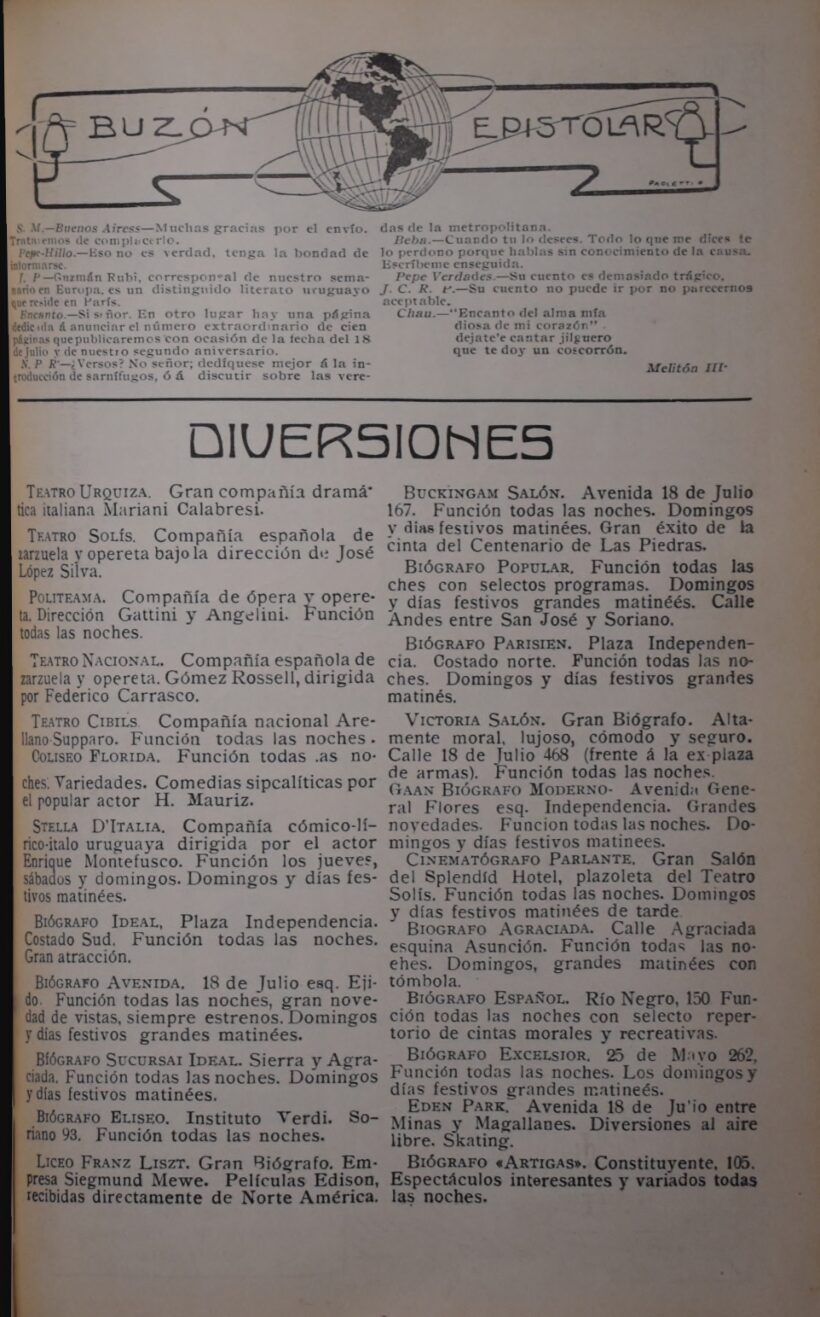 BUZÓN EPISTOLAR
PAOLETTI
S. M.—Buenos Airess—Muchas gracias por el envío.
Trataremos de complacerlo.
Pepe-Hillo.—Eso no es verdad, tenga la bondad de
informarse.
J. P—Guzmán Rubi, corresponsal de nuestro sema-
nario en Europa, es un distinguido literato uruguayo
que reside en París.
Encanto.—Si señor. En otro lugar hay una página
dedicada á anunciar el número extraordinario de cien
páginas que publicaremos con ocasión de la fecha del 18
de julio y de nuestro segundo aniversario.
N. P R—¿Versos? No señor; dedíquese mejor á la in-
troducción de sarnífugos, ó á discutir sobre las vere-
das de la metropolitana.
Beba.—Cuando tu lo desees. Todo lo que me dices te
lo perdono porque hablas sin conocimiento de la causa.
Escríbeme enseguida.
Pepe Verdades.—Su cuento es demasiado trágico.
J. C. R. P.—Su cuento no puede ir por no parecernos
aceptable.
Chau.—"Encanto del alma mía
diosa de mi corazón"
dejate'e cantar jilguero
que te doy un coscorrón.
Melitón III·
DIVERSIONES
TEATRO URQUIZA. Gran compañía dramá-
tica italiana Mariani Calabresi.
TEATRO SOLÍS. Compañía española de
zarzuela y opereta bajo la dirección de José
López Silva.
POLITEAMA. Compañía de ópera y opere-
ta. Dirección Gattini y Angelini. Función
todas las noches.
TEATRO NACIONAL. Compañía española de
zarzuela y opereta. Gómez Rossell, dirigida
por Federico Carrasco.
TEATRO CIBILS Compañía nacional Are-
llano-Supparo. Función todas las noches.
COLISEO FLORIDA. Función todas .as no-
ches. Variedades. Comedias sipcalíticas por
el popular actor H. Mauriz.
STELLA D'ITALIA. Compañía cómico-lí-
rico-italo uruguaya dirigida por el actor
Enrique Montefusco. Función los jueves,
sábados y domingos. Domingos y días fes-
tivos matinées.
BIÓGRAFO IDEAL, Plaza Independencia.
Costado Sud. Función todas las noches.
Gran atracción.
BIÓGRAFO AVENIDA. 18 de Julio esq. Eji-
do. Función todas las noches, gran nove-
dad de vistas, siempre estrenos. Domingos
y días festivos grandes matinées.
BIÓGRAFO SUCURSAI IDEAL. Sierra y Agra-
ciada. Función todas las noches. Domingos
y días festivos matinées.
BIÓGRAFO ELISEO. Instituto Verdi. So-
riano 93. Función todas las noches.
LICEO FRANZ LISZT. Gran Biógrafo. Em-
presa Siegmund Mewe. Películas Edison,
recibidas directamente de Norte América.
BUCKINGAM SALÓN. Avenida 18 de Julio
167. Función todas las noches. Domingos
y dias festivos matinées. Gran éxito de la
cinta del Centenario de Las Piedras.
BIÓGRAFO POPULAR. Función todas las
ches con selectos programas. Domingos
y días festivos grandes matinéés. Calle
Andes entre San José y Soriano.
BIÓGRAFO PARISIEN. Plaza Independen-
cia. Costado norte. Función todas las no-
ches. Domingos y días festivos grandes
matinés.
VICTORIA SALÓN. Gran Biógrafo. Alta-
mente moral, lujoso, cómodo y seguro.
Calle 18 de Julio 468 (frente á la ex-plaza
de armas). Función todas las noches.
GAAN BIÓGRAFO MODERNO- Avenida Gene-
ral Flores esq. Independencia. Grandes
novedades. Funcion todas las noches. Do-
mingos y días festivos matinees.
CINEMATÓGRAFO PARLANTE. Gran Salón
del Splendíd Hotel, plazoleta del Teatro
Solís. Función todas las noches. Domingos
y días festivos matinées de tarde
BIOGRAFO AGRACIADA. Calle Agraciada
esquina Asunción. Función todas las no-
ehes. Domingos, grandes matinées con
tómbola.
BIÓGRAFO ESPAÑOL. Río Negro, 150 Fun-
ción todas las noches con selecto reper-
torio de cintas morales y recreativas.
BIÓGRAFO EXCELSIOR. 25 de Mayo 262,
Función todas las noches. Los domingos y
días festivos grandes matineés.
EDEN PARK. Avenida 18 de Ju'io entre
Minas y Magallanes. Diversiones al aire
libre. Skating.
BIÓGRAFO «ARTIGAS». Constituyente, 105.
Espectáculos interesantes y variados todas
las noches.